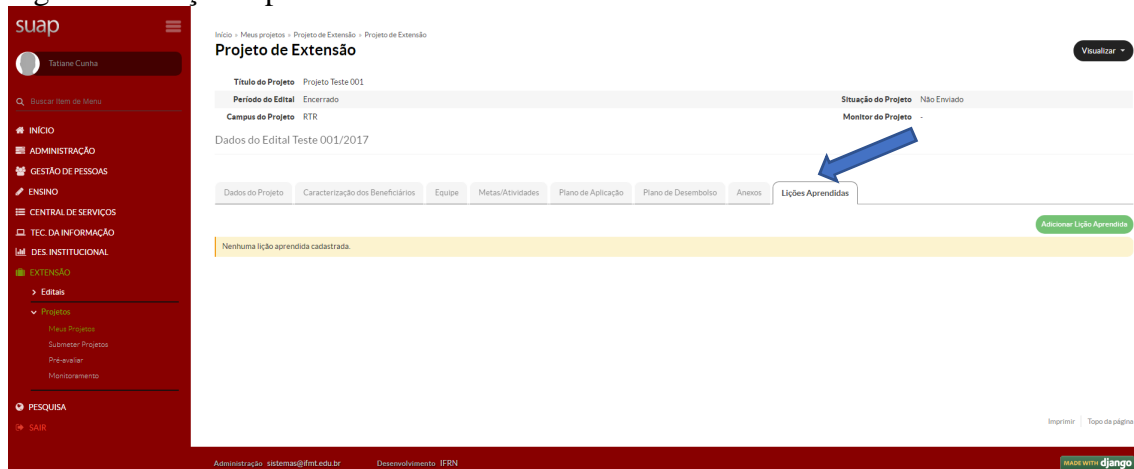 suap
Tatiane Cunha
Buscar Item de Menu
INÍCIO
ADMINISTRAÇÃO
GESTÃO DE PESSOAS
ENSINO
CENTRAL DE SERVIÇOS
TEC. DA INFORMAÇÃO
DES. INSTITUCIONAL
EXTENSÃO
Editais
Projetos
Meus Projetos
Submeter Projetos
Pré-avaliar
Monitoramento
PESQUISA
SAIR
Início » Meus projetos » Projeto de Extensão » Projeto de Extensão
Projeto de Extensão
Visualizar
Título do Projeto Projeto Teste 001
Período do Edital Encerrado Situação do Projeto Não Enviado
Campus do Projeto RTR Monitor do Projeto -
Dados do Edital Teste 001/2017
Dados do Projeto Caracterização dos Beneficiários Equipe Metas/Atividades Plano de Aplicação Plano de Desembolso Anexos Lições Aprendidas
Adicionar Lição Aprendida
Nenhuma lição aprendida cadastrada.
Imprimir Topo da página
Administração sistemas@ifmt.edu.br Desenvolvimento IFRN
MADE WITH django